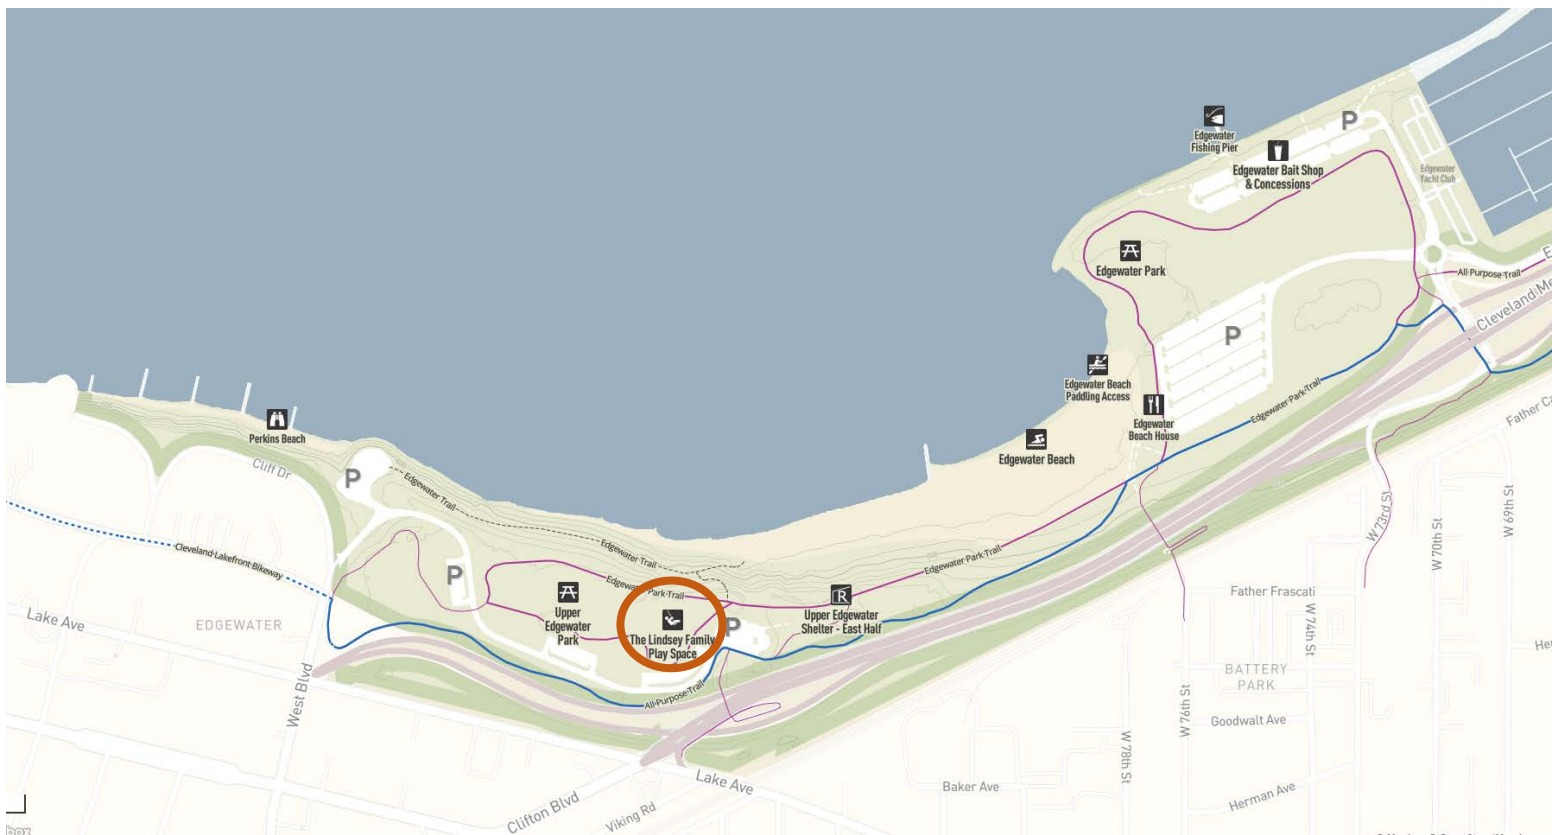 P
Edgewater
Fishing Pier
Edgewater Bait Shop
& Concessions
Edgewater
Yacht Club
Edgewater Park
All Purpose Trail
Cleveland Me
P
Edgewater Beach
Paddling Access
Edgewater
Beach House
Edgewater Park Trail
Edgewater Beach
Perkins Beach
Cliff Dr
P
Edgewater Trail
Cleveland Lakefront Bikeway
P
Edgewater Trail
Edgewater Park Trail
Edgewater Park Trail
Upper
Edgewater
Park
The Lindsey Family
Play Space
P
R
Upper Edgewater
Shelter - East Half
All Purpose Trail
Lake Ave
EDGEWATER
West Blvd
Father Ca
W 73rd St
W 70th St
W 69th St
Father Frascati
W 74th St
BATTERY
PARK
Goodwalt Ave
W 76th St
W 78th St
Lake Ave
Clifton Blvd
Viking Rd
Baker Ave
Herman Ave
Her
box